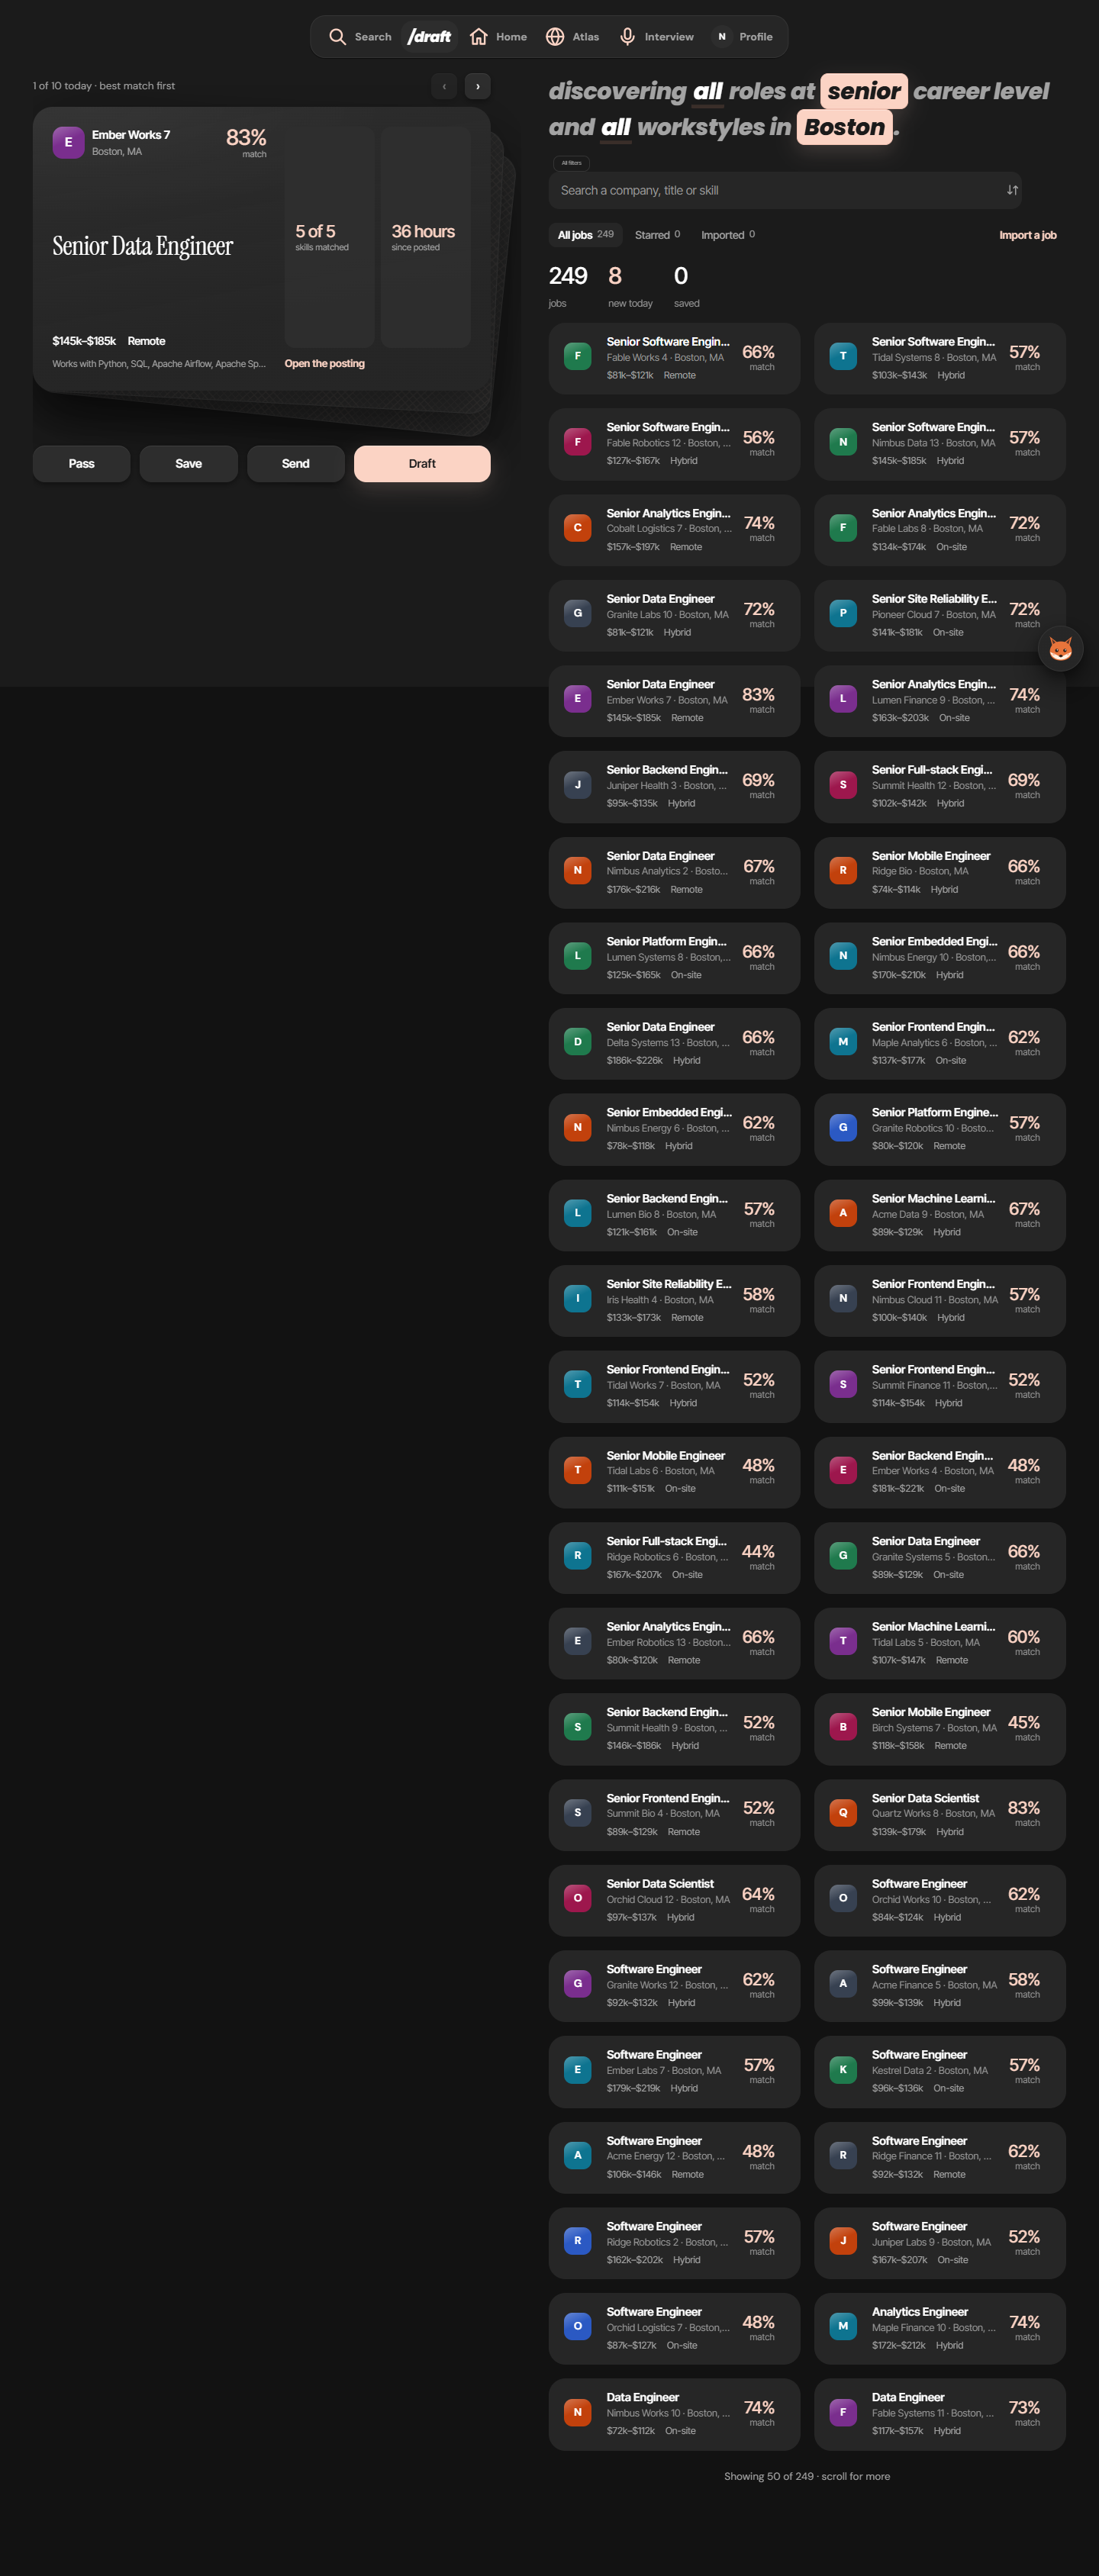 Search
/draft
Home
Atlas
Interview
N
Profile
1 of 10 today · best match first
‹
›
E
Ember Works 7
Boston, MA
83%
match
Senior Data Engineer
$145k–$185k Remote
Works with Python, SQL, Apache Airflow, Apache Sp...
5 of 5
skills matched
36 hours
since posted
Open the posting
Pass
Save
Send
Draft
discovering all roles at senior career level
and all workstyles in Boston.
All filters
Search a company, title or skill
All jobs 249
Starred 0
Imported 0
Import a job
249
jobs
8
new today
0
saved
F
Senior Software Engin...
Fable Works 4 · Boston, MA
$81k–$121k Remote
66%
match
T
Senior Software Engin...
Tidal Systems 8 · Boston, MA
$103k–$143k Hybrid
57%
match
F
Senior Software Engin...
Fable Robotics 12 · Boston, ...
$127k–$167k Hybrid
56%
match
N
Senior Software Engin...
Nimbus Data 13 · Boston, MA
$145k–$185k Hybrid
57%
match
C
Senior Analytics Engin...
Cobalt Logistics 7 · Boston, ...
$157k–$197k Remote
74%
match
F
Senior Analytics Engin...
Fable Labs 8 · Boston, MA
$134k–$174k On-site
72%
match
G
Senior Data Engineer
Granite Labs 10 · Boston, MA
$81k–$121k Hybrid
72%
match
P
Senior Site Reliability E...
Pioneer Cloud 7 · Boston, MA
$141k–$181k On-site
72%
match
E
Senior Data Engineer
Ember Works 7 · Boston, MA
$145k–$185k Remote
83%
match
L
Senior Analytics Engin...
Lumen Finance 9 · Boston, ...
$163k–$203k On-site
74%
match
J
Senior Backend Engin...
Juniper Health 3 · Boston, ...
$95k–$135k Hybrid
69%
match
S
Senior Full-stack Engi...
Summit Health 12 · Boston, ...
$102k–$142k Hybrid
69%
match
N
Senior Data Engineer
Nimbus Analytics 2 · Bosto...
$176k–$216k Remote
67%
match
R
Senior Mobile Engineer
Ridge Bio · Boston, MA
$74k–$114k Hybrid
66%
match
L
Senior Platform Engin...
Lumen Systems 8 · Boston,...
$125k–$165k On-site
66%
match
N
Senior Embedded Engi...
Nimbus Energy 10 · Boston,...
$170k–$210k Hybrid
66%
match
D
Senior Data Engineer
Delta Systems 13 · Boston, ...
$186k–$226k Hybrid
66%
match
M
Senior Frontend Engin...
Maple Analytics 6 · Boston, ...
$137k–$177k On-site
62%
match
N
Senior Embedded Engi...
Nimbus Energy 6 · Boston, ...
$78k–$118k Hybrid
62%
match
G
Senior Platform Engine...
Granite Robotics 10 · Bosto...
$80k–$120k Remote
57%
match
L
Senior Backend Engin...
Lumen Bio 8 · Boston, MA
$121k–$161k On-site
57%
match
A
Senior Machine Learni...
Acme Data 9 · Boston, MA
$89k–$129k Hybrid
67%
match
I
Senior Site Reliability E...
Iris Health 4 · Boston, MA
$133k–$173k Remote
58%
match
N
Senior Frontend Engin...
Nimbus Cloud 11 · Boston, MA
$100k–$140k Hybrid
57%
match
T
Senior Frontend Engin...
Tidal Works 7 · Boston, MA
$114k–$154k Hybrid
52%
match
S
Senior Frontend Engin...
Summit Finance 11 · Boston,...
$114k–$154k Hybrid
52%
match
T
Senior Mobile Engineer
Tidal Labs 6 · Boston, MA
$111k–$151k On-site
48%
match
E
Senior Backend Engin...
Ember Works 4 · Boston, MA
$181k–$221k On-site
48%
match
R
Senior Full-stack Engi...
Ridge Robotics 6 · Boston, ...
$167k–$207k On-site
44%
match
G
Senior Data Engineer
Granite Systems 5 · Boston...
$89k–$129k On-site
66%
match
E
Senior Analytics Engin...
Ember Robotics 13 · Boston...
$80k–$120k Remote
66%
match
T
Senior Machine Learni...
Tidal Labs 5 · Boston, MA
$107k–$147k Remote
60%
match
S
Senior Backend Engin...
Summit Health 9 · Boston, ...
$146k–$186k Hybrid
52%
match
B
Senior Mobile Engineer
Birch Systems 7 · Boston, MA
$118k–$158k Remote
45%
match
S
Senior Frontend Engin...
Summit Bio 4 · Boston, MA
$89k–$129k Remote
52%
match
Q
Senior Data Scientist
Quartz Works 8 · Boston, MA
$139k–$179k Hybrid
83%
match
O
Senior Data Scientist
Orchid Cloud 12 · Boston, MA
$97k–$137k Hybrid
64%
match
O
Software Engineer
Orchid Works 10 · Boston, ...
$84k–$124k Hybrid
62%
match
G
Software Engineer
Granite Works 12 · Boston, ...
$92k–$132k Hybrid
62%
match
A
Software Engineer
Acme Finance 5 · Boston, MA
$99k–$139k Hybrid
58%
match
E
Software Engineer
Ember Labs 7 · Boston, MA
$179k–$219k Hybrid
57%
match
K
Software Engineer
Kestrel Data 2 · Boston, MA
$96k–$136k On-site
57%
match
A
Software Engineer
Acme Energy 12 · Boston, ...
$106k–$146k Remote
48%
match
R
Software Engineer
Ridge Finance 11 · Boston, ...
$92k–$132k Remote
62%
match
R
Software Engineer
Ridge Robotics 2 · Boston, ...
$162k–$202k Hybrid
57%
match
J
Software Engineer
Juniper Labs 9 · Boston, MA
$167k–$207k On-site
52%
match
O
Software Engineer
Orchid Logistics 7 · Boston,...
$87k–$127k On-site
48%
match
M
Analytics Engineer
Maple Finance 10 · Boston, ...
$172k–$212k Hybrid
74%
match
N
Data Engineer
Nimbus Works 10 · Boston, ...
$72k–$112k On-site
74%
match
F
Data Engineer
Fable Systems 11 · Boston, ...
$117k–$157k Hybrid
73%
match
Showing 50 of 249 · scroll for more